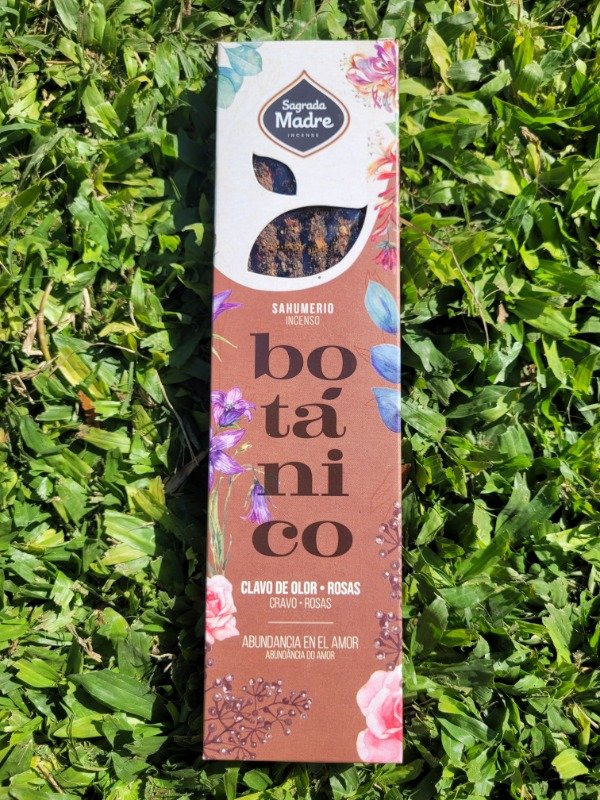 Sagrada
Madre
INCENSE
SAHUMERIO
INCENSO
bo
tá
ni
co
CLAVO DE OLOR • ROSAS
CRAVO • ROSAS
ABUNDANCIA EN EL AMOR
ABUNDÂNCIA DO AMOR